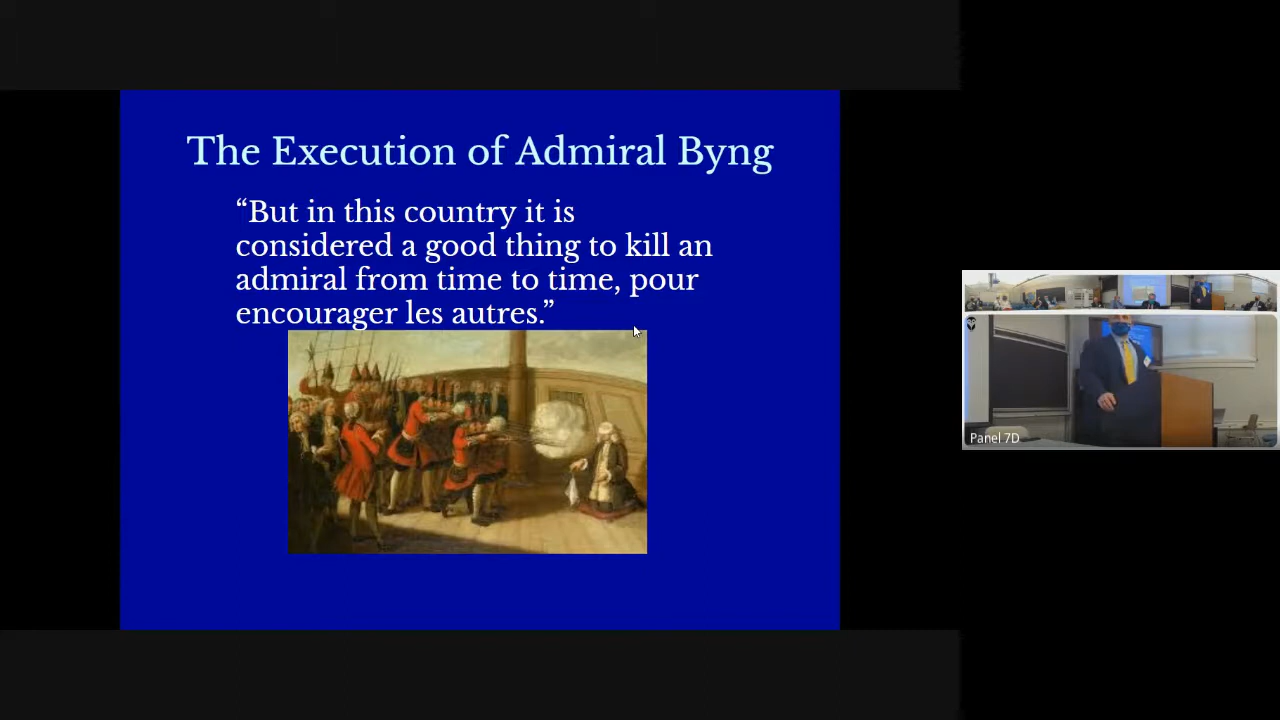 The Execution of Admiral Byng
“But in this country it is
considered a good thing to kill an
admiral from time to time, pour
encourager les autres.”
Panel 7D